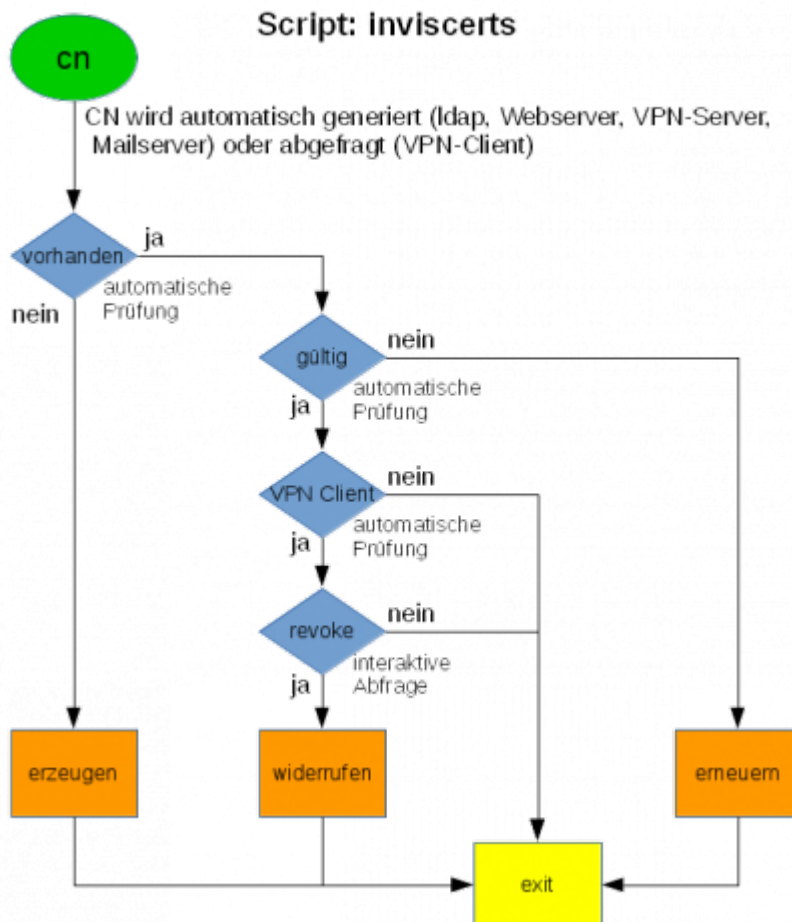 Script: inviscerts
cn
CN wird automatisch generiert (ldap, Webserver, VPN-Server,
Mailserver) oder abgefragt (VPN-Client)
vorhanden
ja
automatische
Prüfung
nein
gültig
nein
automatische
Prüfung
ja
VPN Client
nein
automatische
Prüfung
ja
revoke
nein
interaktive
Abfrage
ja
erzeugen
widerrufen
erneuern
exit